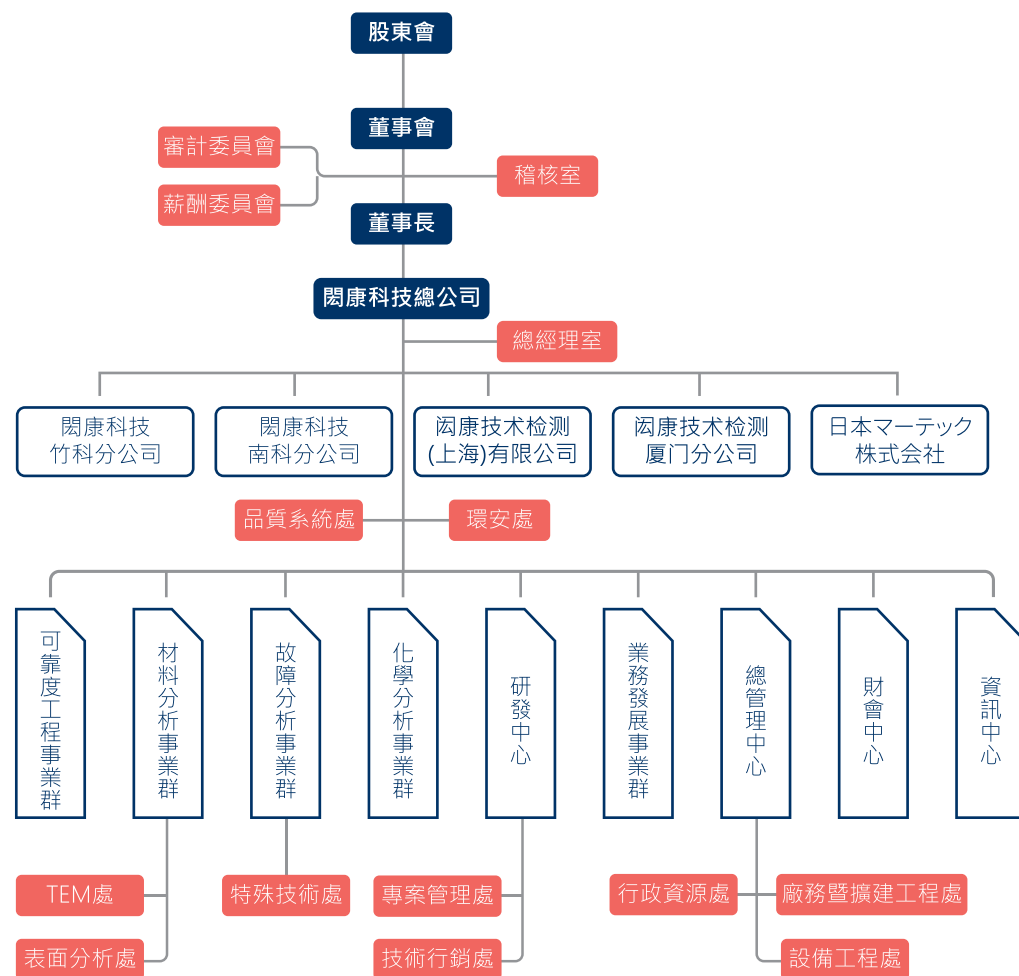 股東會
董事會
審計委員會
稽核室
薪酬委員會
董事長
閎康科技總公司
總經理室
閎康科技
竹科分公司
閎康科技
南科分公司
闳康技术检测
(上海)有限公司
闳康技术检测
厦门分公司
日本マーテック
株式会社
品質系統處
環安處
可靠度工程事業群
材料分析事業群
故障分析事業群
化學分析事業群
研發中心
業務發展事業群
總管理中心
財會中心
資訊中心
TEM處
特殊技術處
專案管理處
行政資源處
廠務暨擴建工程處
表面分析處
技術行銷處
設備工程處